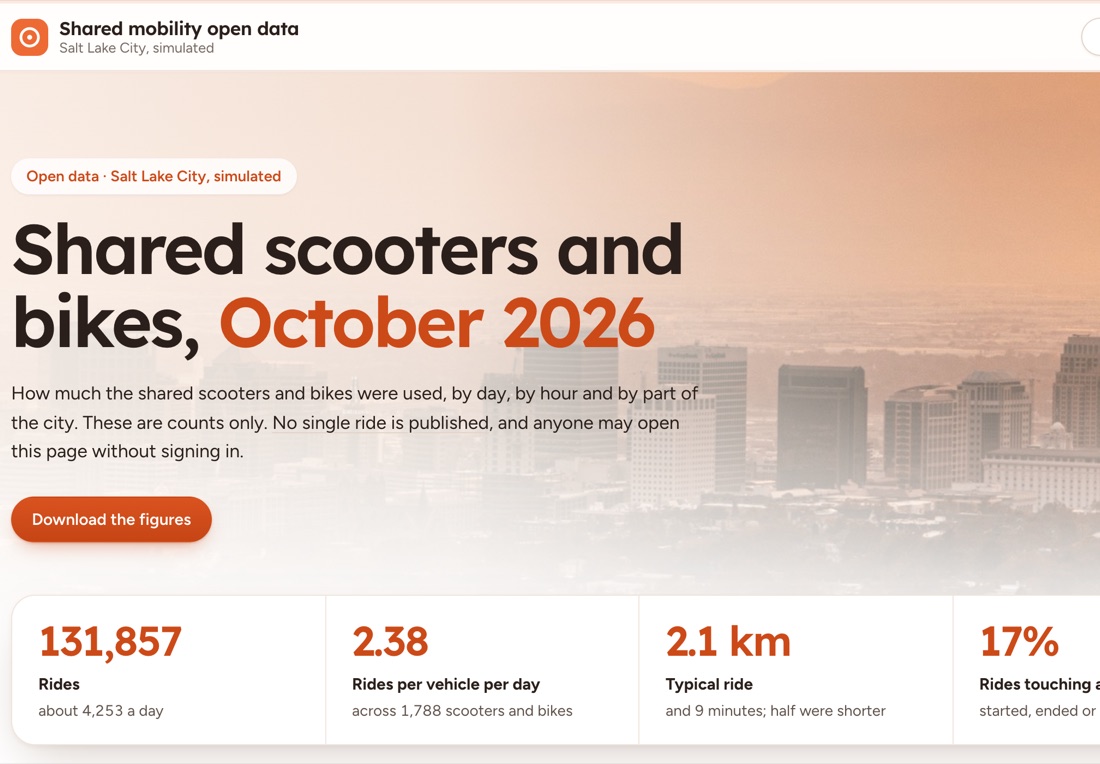 Shared mobility open data
Salt Lake City, simulated
Open data · Salt Lake City, simulated
Shared scooters and
bikes, October 2026
How much the shared scooters and bikes were used, by day, by hour and by part of
the city. These are counts only. No single ride is published, and anyone may open
this page without signing in.
Download the figures
131,857
Rides
about 4,253 a day
2.38
Rides per vehicle per day
across 1,788 scooters and bikes
2.1 km
Typical ride
and 9 minutes; half were shorter
17%
Rides touching
started, ended or